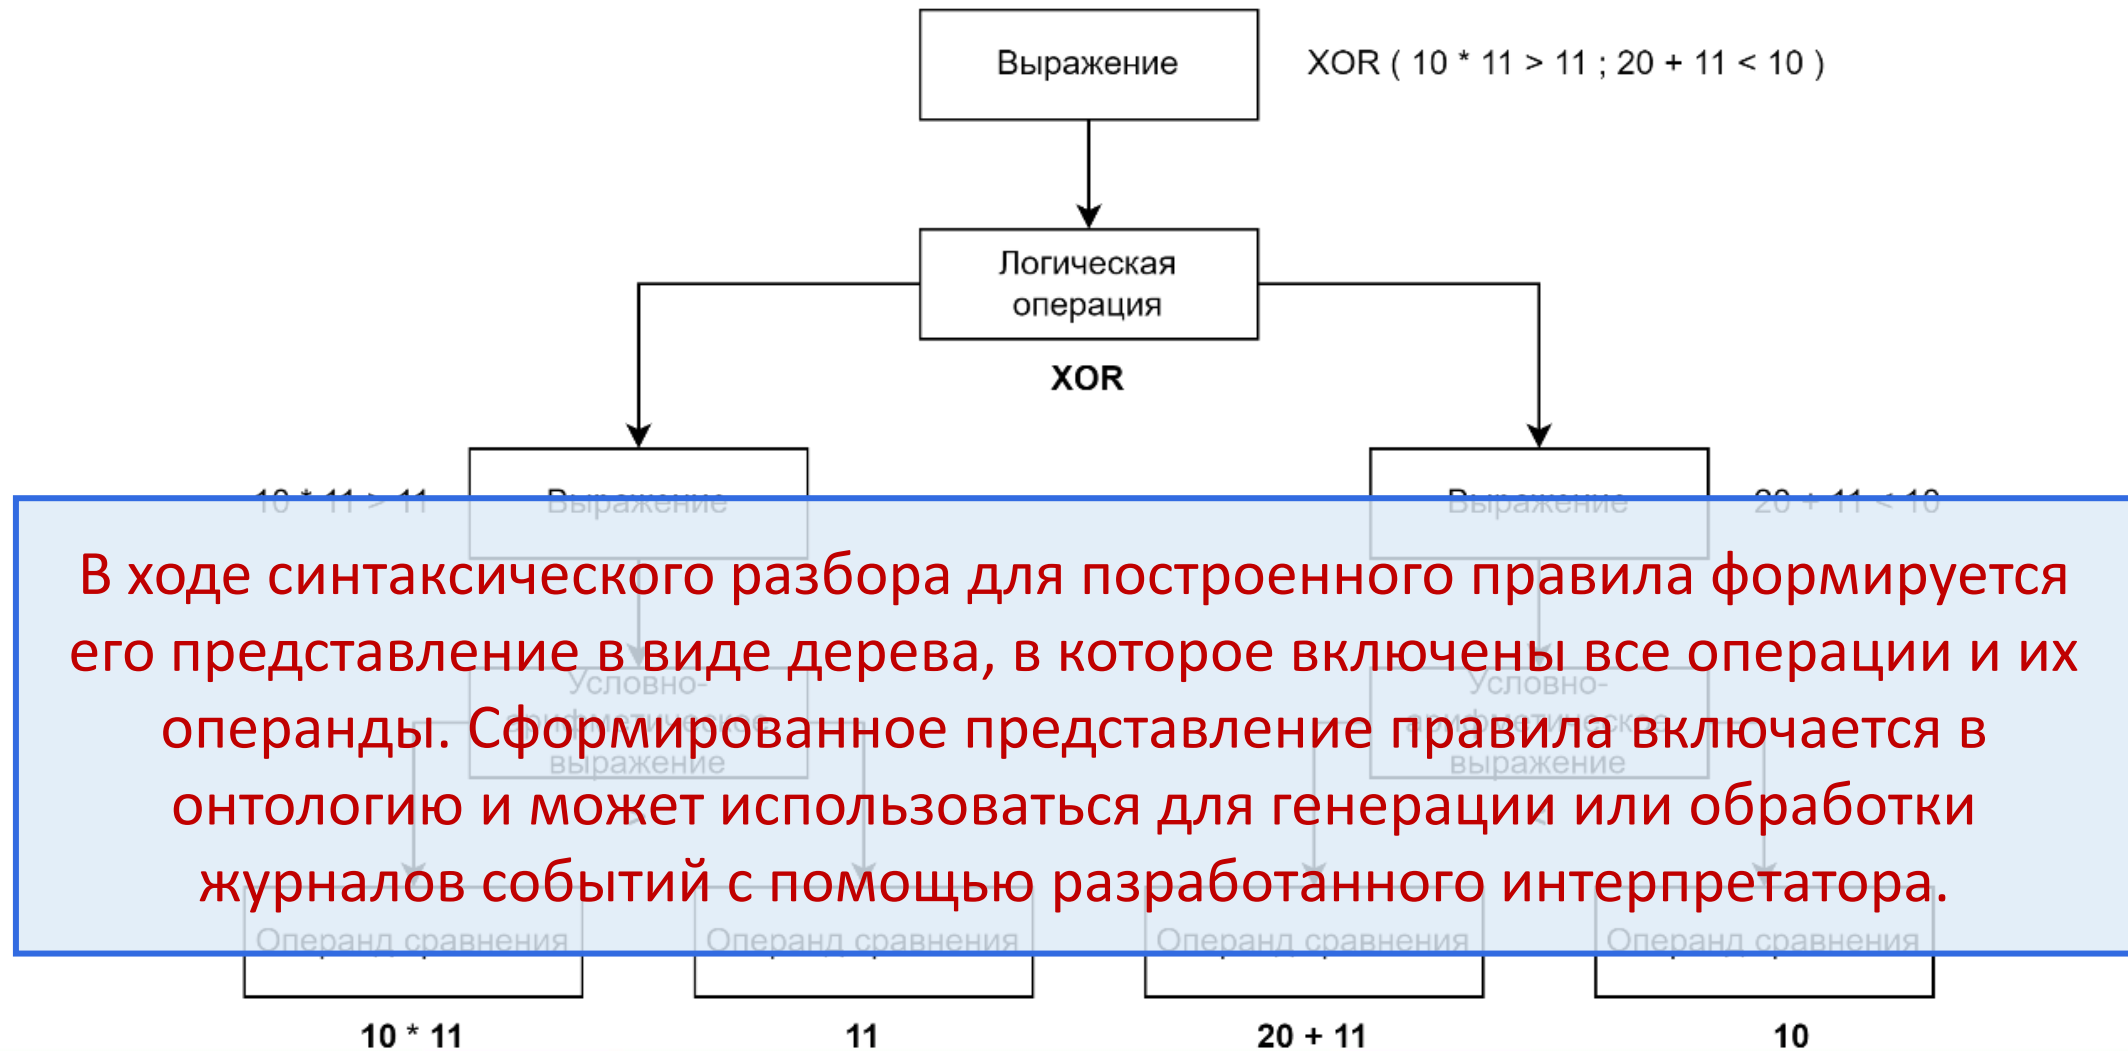 Выражение
XOR ( 10 * 11 > 11 ; 20 + 11 < 10 )
Логическая
операция
XOR
10 * 11 > 11
Выражение
Выражение
20 + 11 < 10
В ходе синтаксического разбора для построенного правила формируется
его представление в виде дерева, в которое включены все операции и их
операнды. Сформированное представление правила включается в
онтологию и может использоваться для генерации или обработки
журналов событий с помощью разработанного интерпретатора.
Условно-
арифметическое
выражение
>
Условно-
арифметическое
выражение
<
Операнд сравнения
Операнд сравнения
Операнд сравнения
Операнд сравнения
10 * 11
11
20 + 11
10